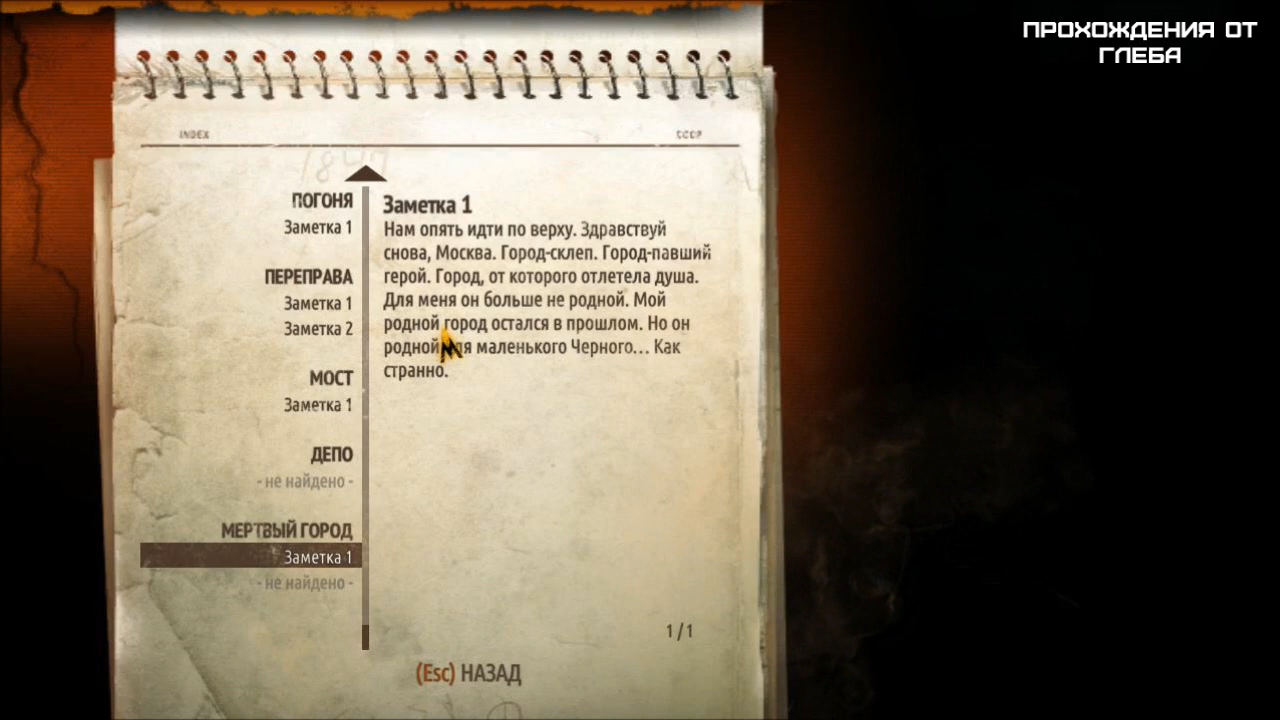 ПРОХОЖДЕНИЯ ОТ
ГЛЕБА
INDEX
СССР
ПОГОНЯ
Заметка 1
ПЕРЕПРАВА
Заметка 1
Заметка 2
МОСТ
Заметка 1
ДЕПО
- не найдено -
МЕРТВЫЙ ГОРОД
Заметка 1
- не найдено -
Заметка 1
Нам опять идти по верху. Здравствуй
снова, Москва. Город-склеп. Город-павший
герой. Город, от которого отлетела душа.
Для меня он больше не родной. Мой
родной город остался в прошлом. Но он
родной для маленького Черного... Как
странно.
1 / 1
(Esc) НАЗАД